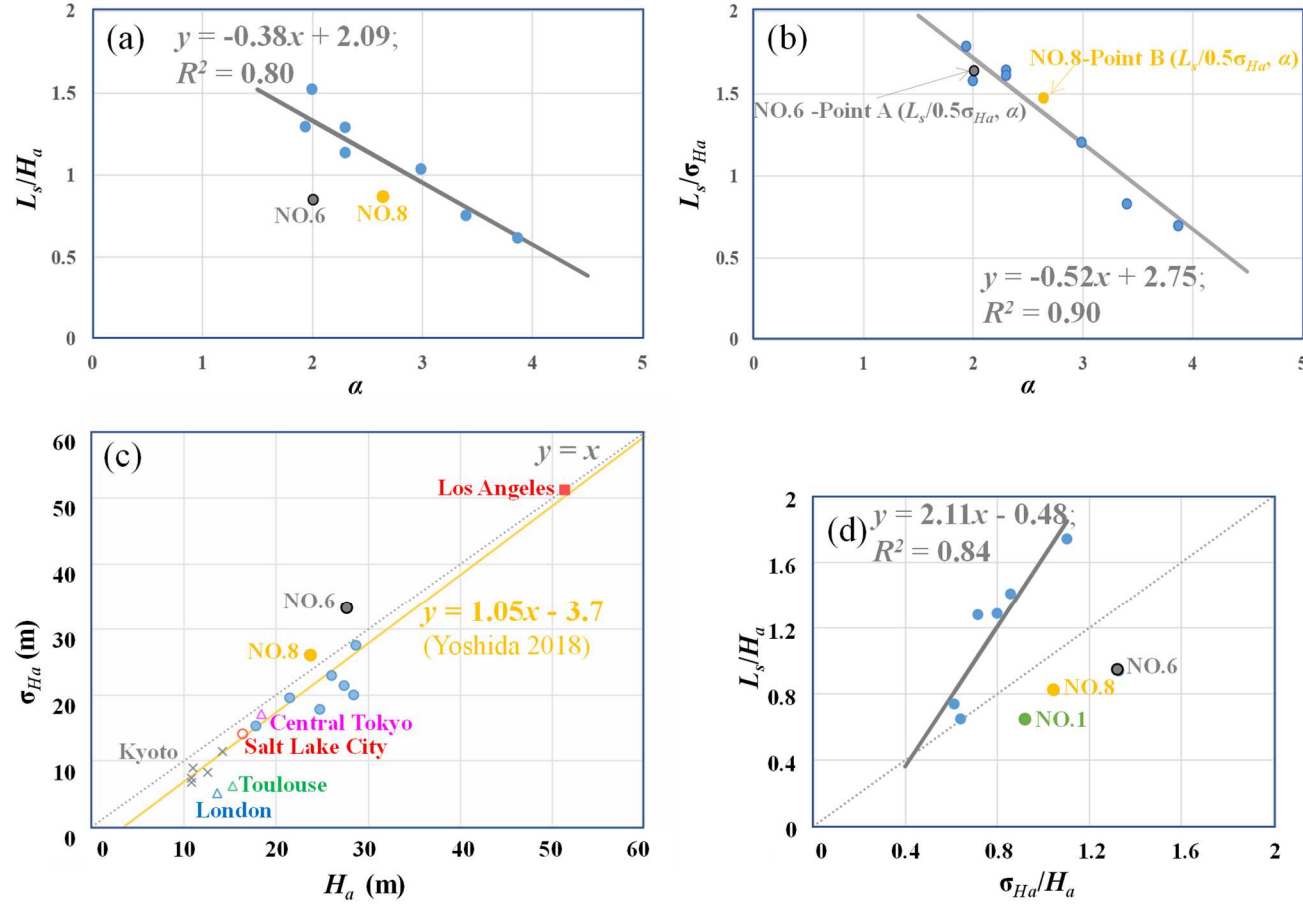 (a)
y = -0.38x + 2.09;
R² = 0.80
NO.6
NO.8
L_s/H_a
2
1.5
1
0.5
0
0 1 2 3 4 5
α
(b)
NO.8-Point B (L_s/0.5σ_Ha, α)
NO.6 -Point A (L_s/0.5σ_Ha, α)
y = -0.52x + 2.75;
R² = 0.90
L_s/σ_Ha
2
1.5
1
0.5
0
0 1 2 3 4 5
α
(c)
y = x
Los Angeles
NO.6
y = 1.05x - 3.7
(Yoshida 2018)
NO.8
Central Tokyo
Kyoto
Salt Lake City
Toulouse
London
σ_Ha (m)
60
50
40
30
20
10
0
0 10 20 30 40 50 60
H_a (m)
(d)
y = 2.11x - 0.48;
R² = 0.84
NO.6
NO.8
NO.1
L_s/H_a
2
1.6
1.2
0.8
0.4
0
0 0.4 0.8 1.2 1.6 2
σ_Ha/H_a